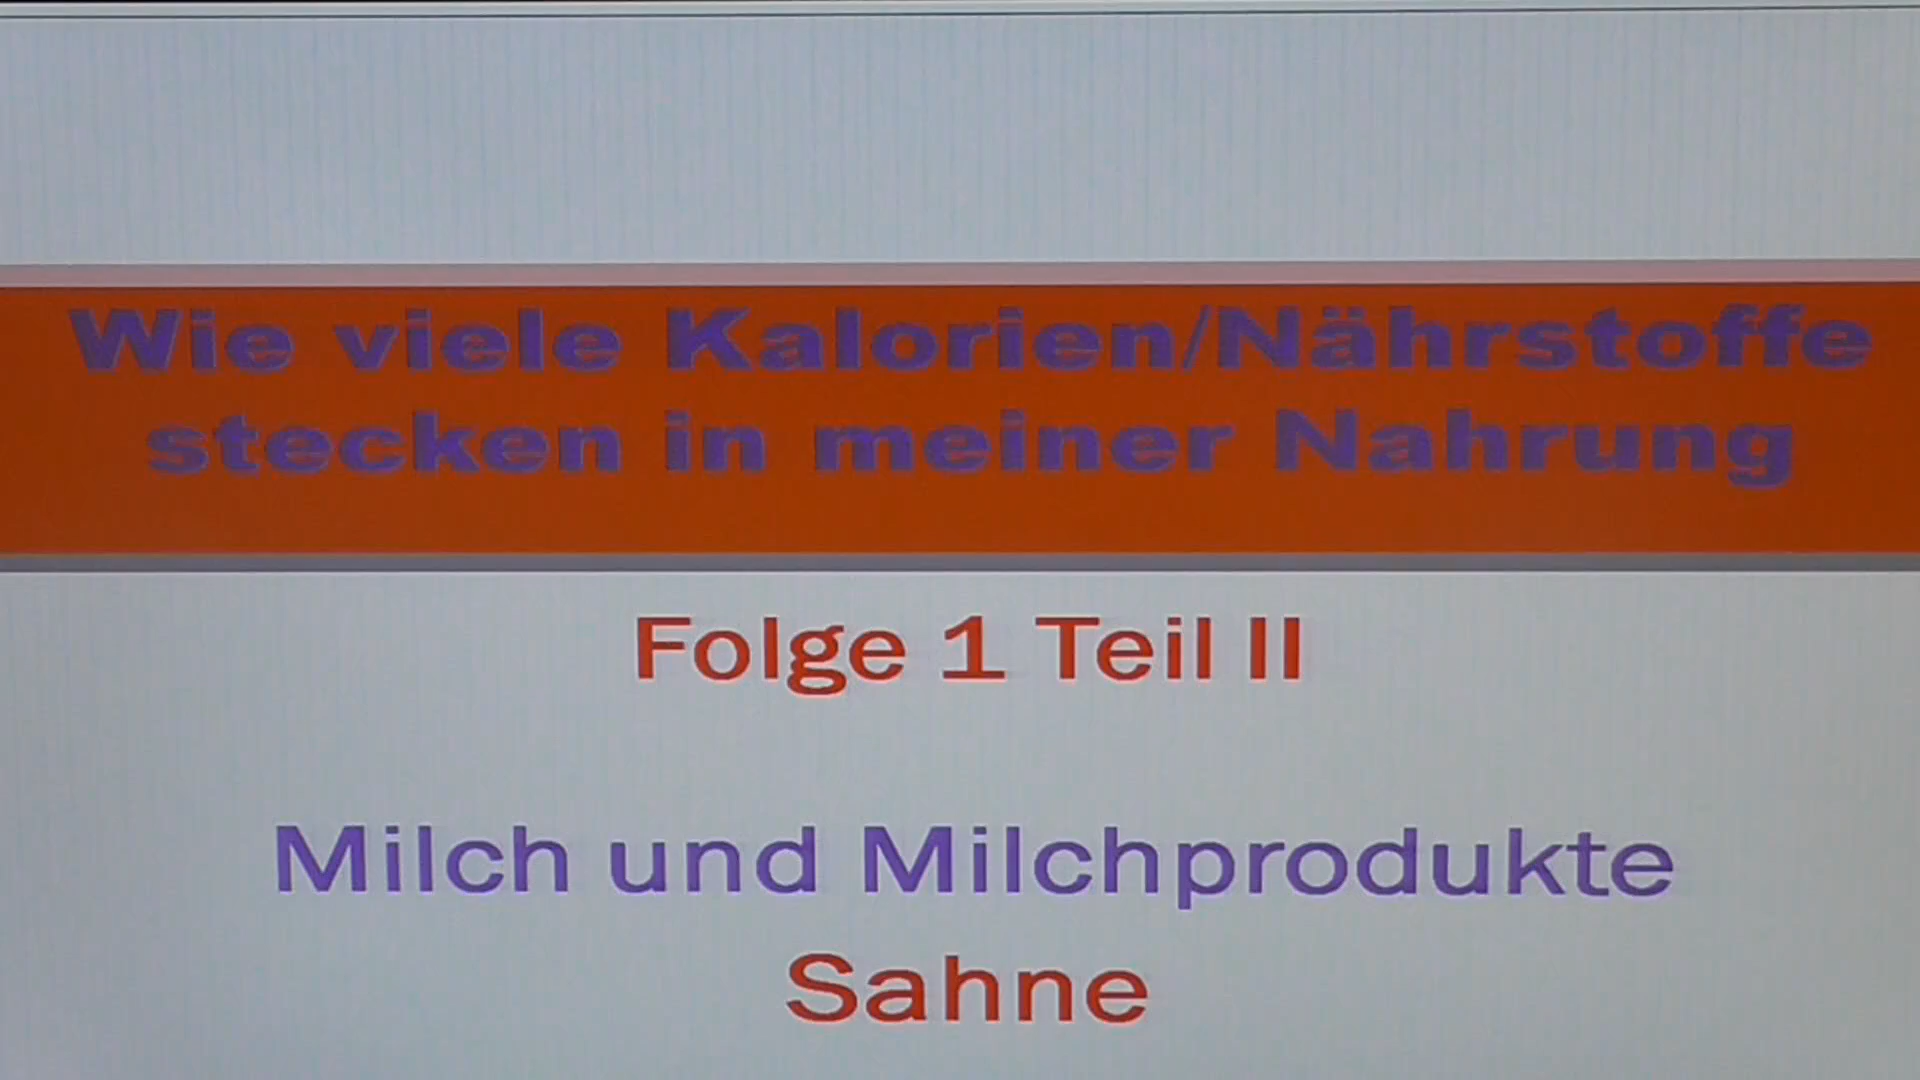 Wie viele Kalorien/Nährstoffe
stecken in meiner Nahrung
Folge 1 Teil II
Milch und Milchprodukte
Sahne